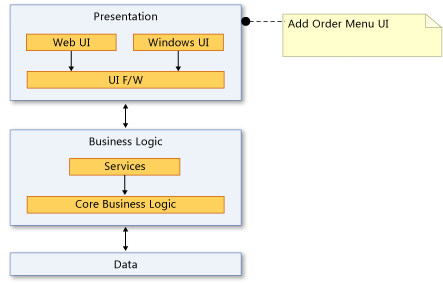 Presentation
Add Order Menu UI
Web UI
Windows UI
UI F/W
Business Logic
Services
Core Business Logic
Data